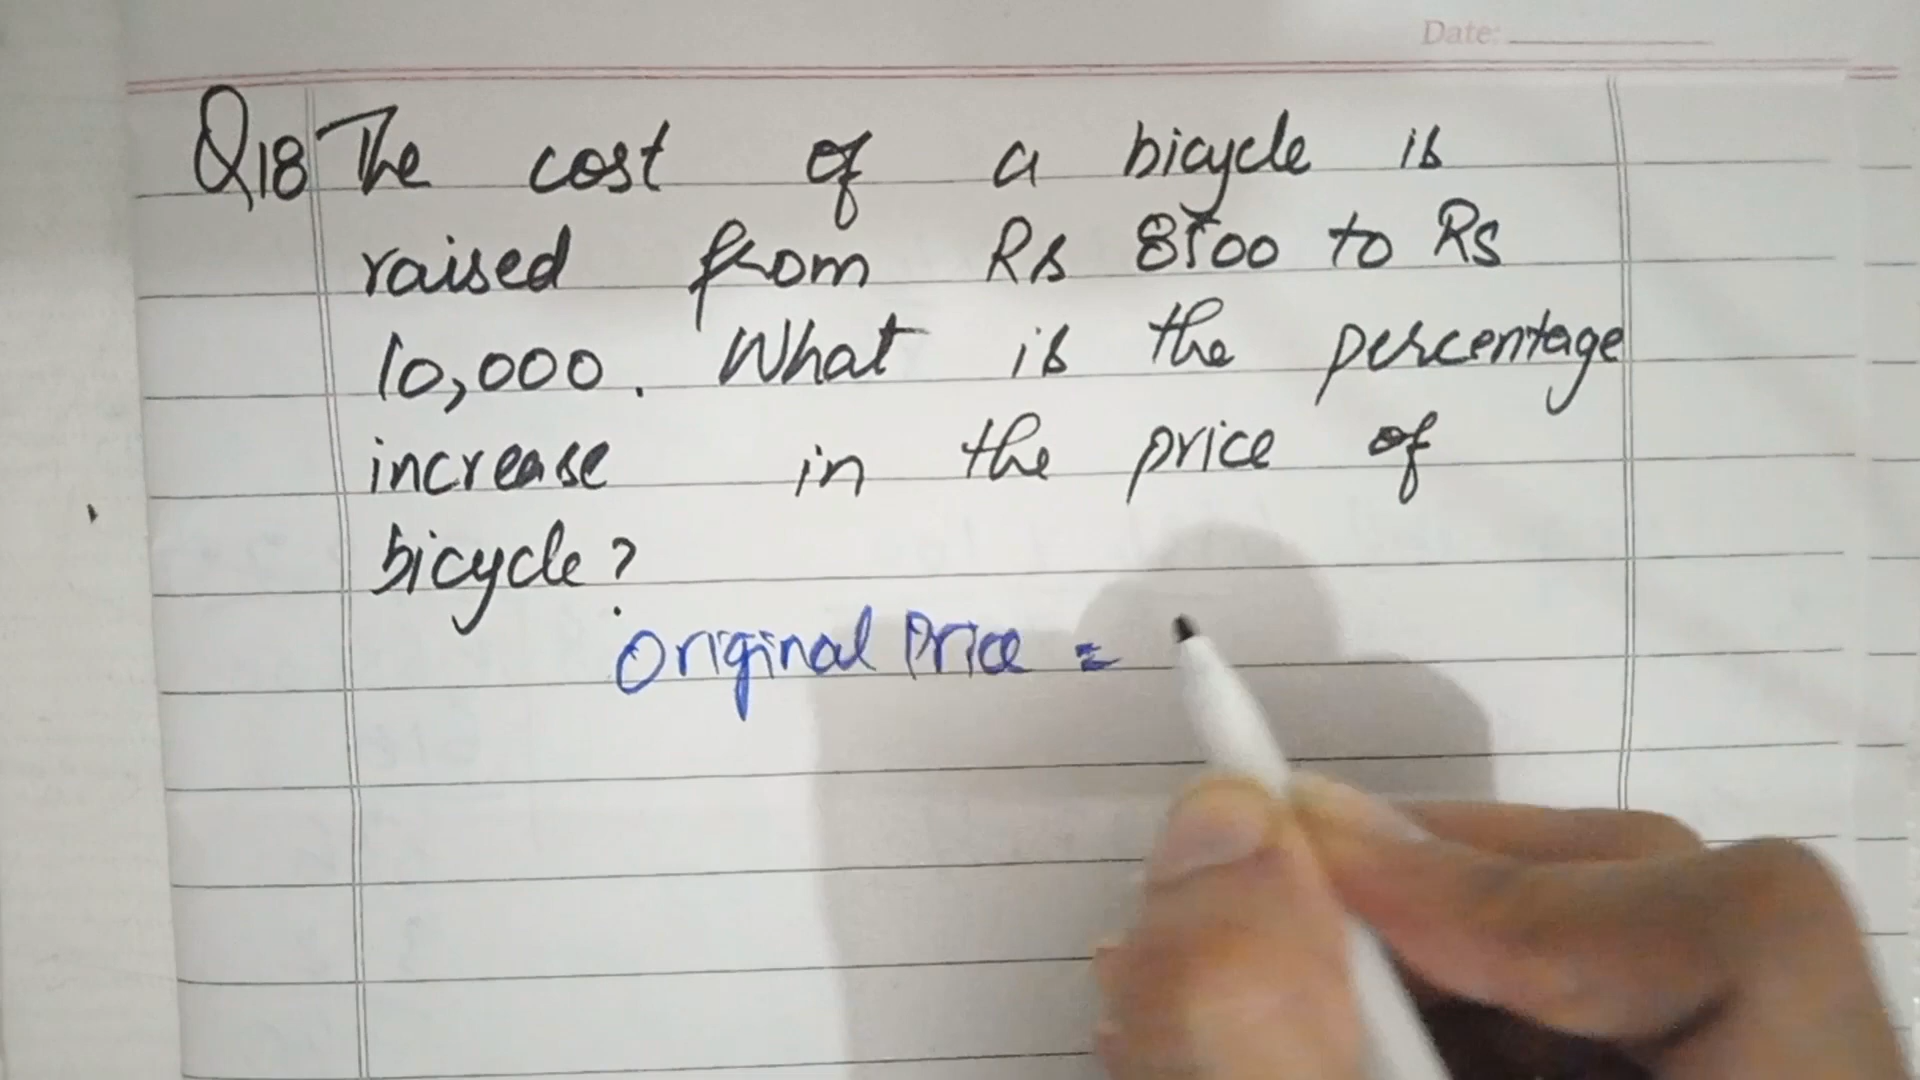 Date:
Q18 The cost of a bicycle is
raised from Rs 8500 to Rs
10,000. What is the percentage
increase in the price of
bicycle?
Original Price =